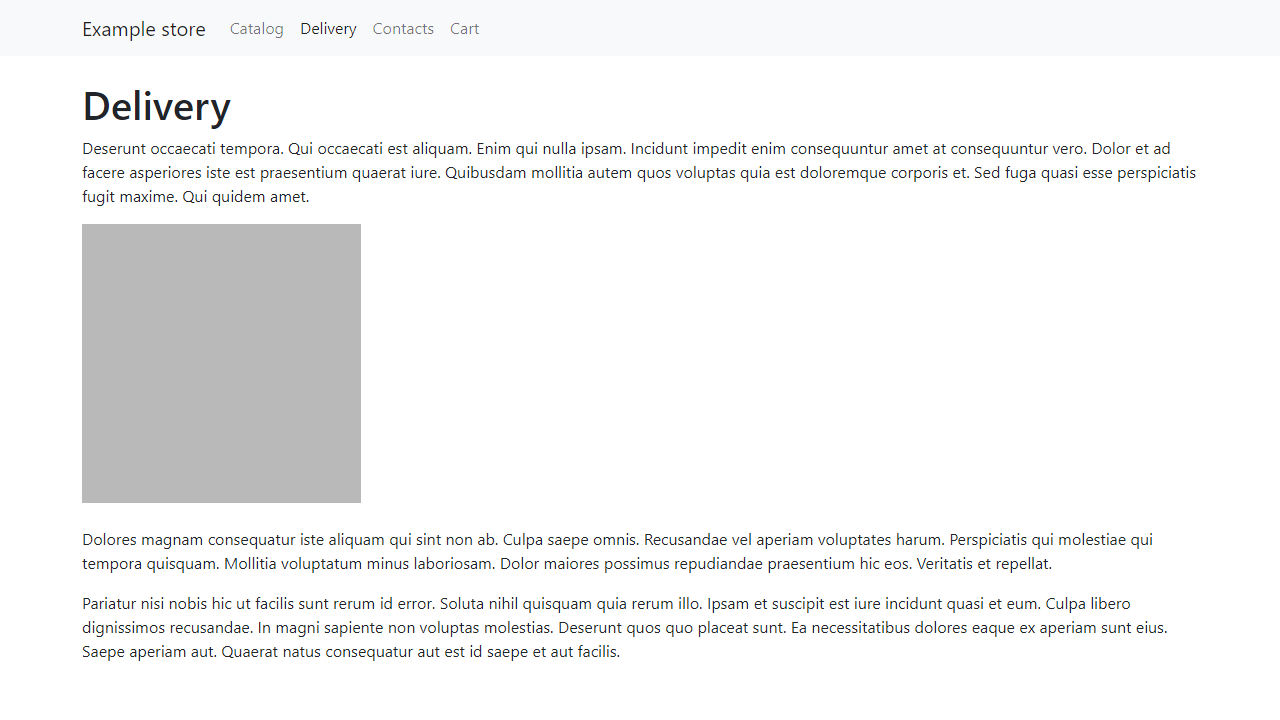 Example store Catalog Delivery Contacts Cart
Delivery
Deserunt occaecati tempora. Qui occaecati est aliquam. Enim qui nulla ipsam. Incidunt impedit enim consequuntur amet at consequuntur vero. Dolor et ad
facere asperiores iste est praesentium quaerat iure. Quibusdam mollitia autem quos voluptas quia est doloremque corporis et. Sed fuga quasi esse perspiciatis
fugit maxime. Qui quidem amet.
Dolores magnam consequatur iste aliquam qui sint non ab. Culpa saepe omnis. Recusandae vel aperiam voluptates harum. Perspiciatis qui molestiae qui
tempora quisquam. Mollitia voluptatum minus laboriosam. Dolor maiores possimus repudiandae praesentium hic eos. Veritatis et repellat.
Pariatur nisi nobis hic ut facilis sunt rerum id error. Soluta nihil quisquam quia rerum illo. Ipsam et suscipit est iure incidunt quasi et eum. Culpa libero
dignissimos recusandae. In magni sapiente non voluptas molestias. Deserunt quos quo placeat sunt. Ea necessitatibus dolores eaque ex aperiam sunt eius.
Saepe aperiam aut. Quaerat natus consequatur aut est id saepe et aut facilis.